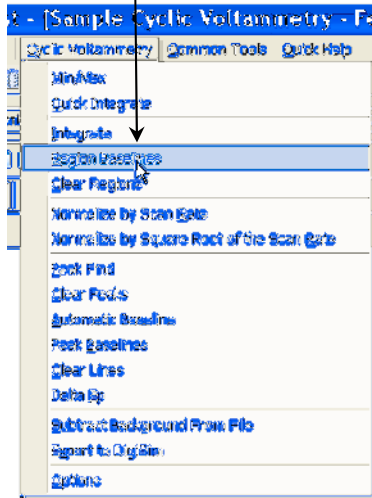 - [Sample Cyclic Voltammetry -
Cyclic Voltammetry Common Tools Quick Help
Min/Max
Quick Integrate
Integrate
Region Baselines
Clear Regions
Normalize by Scan Rate
Normalize by Square Root of the Scan Rate
Peak Find
Clear Peaks
Automatic Baseline
Peak Baselines
Clear Lines
Delta Ep
Subtract Background From File
Export to DigiSim
Options